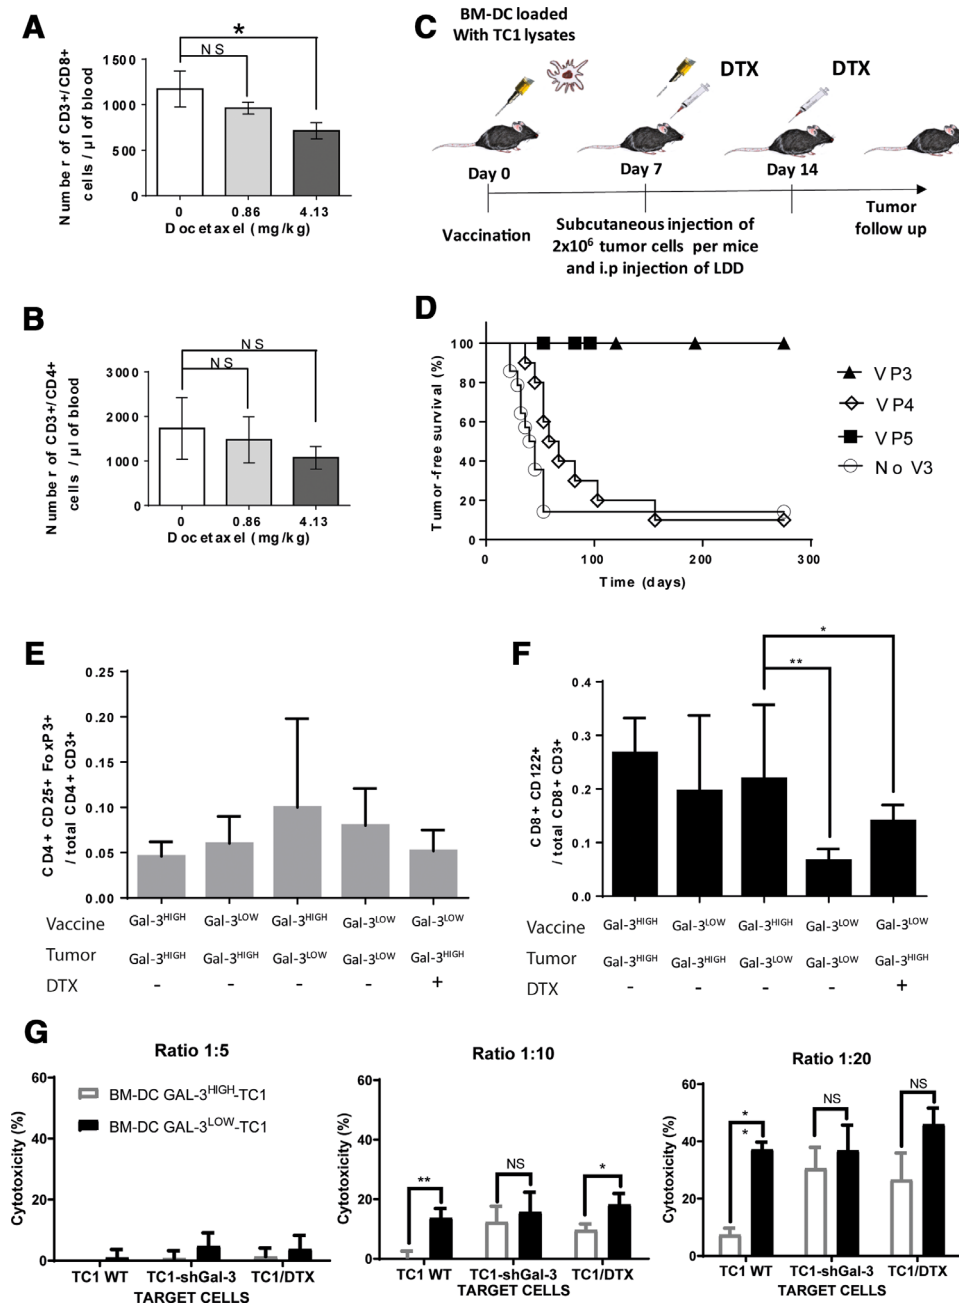 A
*
NS
1500
1000
500
0
Number of CD3+/CD8+
cells / µl of blood
0 0.86 4.13
Docetaxel (mg/kg)
B
NS
NS
3000
2000
1000
0
Number of CD3+/CD4+
cells / µl of blood
0 0.86 4.13
Docetaxel (mg/kg)
C
BM-DC loaded
With TC1 lysates
DTX
DTX
Day 0
Day 7
Day 14
Vaccination
Subcutaneous injection of
2x10⁶ tumor cells per mice
and i.p injection of LDD
Tumor
follow up
D
100
80
60
40
20
0
Tumor-free survival (%)
0 100 200 300
Time (days)
VP3
VP4
VP5
No V3
E
0.25
0.20
0.15
0.10
0.05
0.00
CD4+ CD25+ FoxP3+
/ total CD4+ CD3+
Vaccine Gal-3HIGH Gal-3LOW Gal-3HIGH Gal-3LOW Gal-3LOW
Tumor Gal-3HIGH Gal-3HIGH Gal-3LOW Gal-3LOW Gal-3HIGH
DTX - - - - +
F
*
**
0.4
0.3
0.2
0.1
0.0
CD8+ CD122+
/ total CD8+ CD3+
Vaccine Gal-3HIGH Gal-3LOW Gal-3HIGH Gal-3LOW Gal-3LOW
Tumor Gal-3HIGH Gal-3HIGH Gal-3LOW Gal-3LOW Gal-3HIGH
DTX - - - - +
G
Ratio 1:5
60
40
20
0
Cytotoxicity (%)
BM-DC GAL-3HIGH-TC1
BM-DC GAL-3LOW-TC1
TC1 WT TC1-shGal-3 TC1/DTX
TARGET CELLS
Ratio 1:10
60
40
20
0
Cytotoxicity (%)
**
NS
*
TC1 WT TC1-shGal-3 TC1/DTX
TARGET CELLS
Ratio 1:20
60
40
20
0
Cytotoxicity (%)
*
*
NS
NS
TC1 WT TC1-shGal-3 TC1/DTX
TARGET CELLS